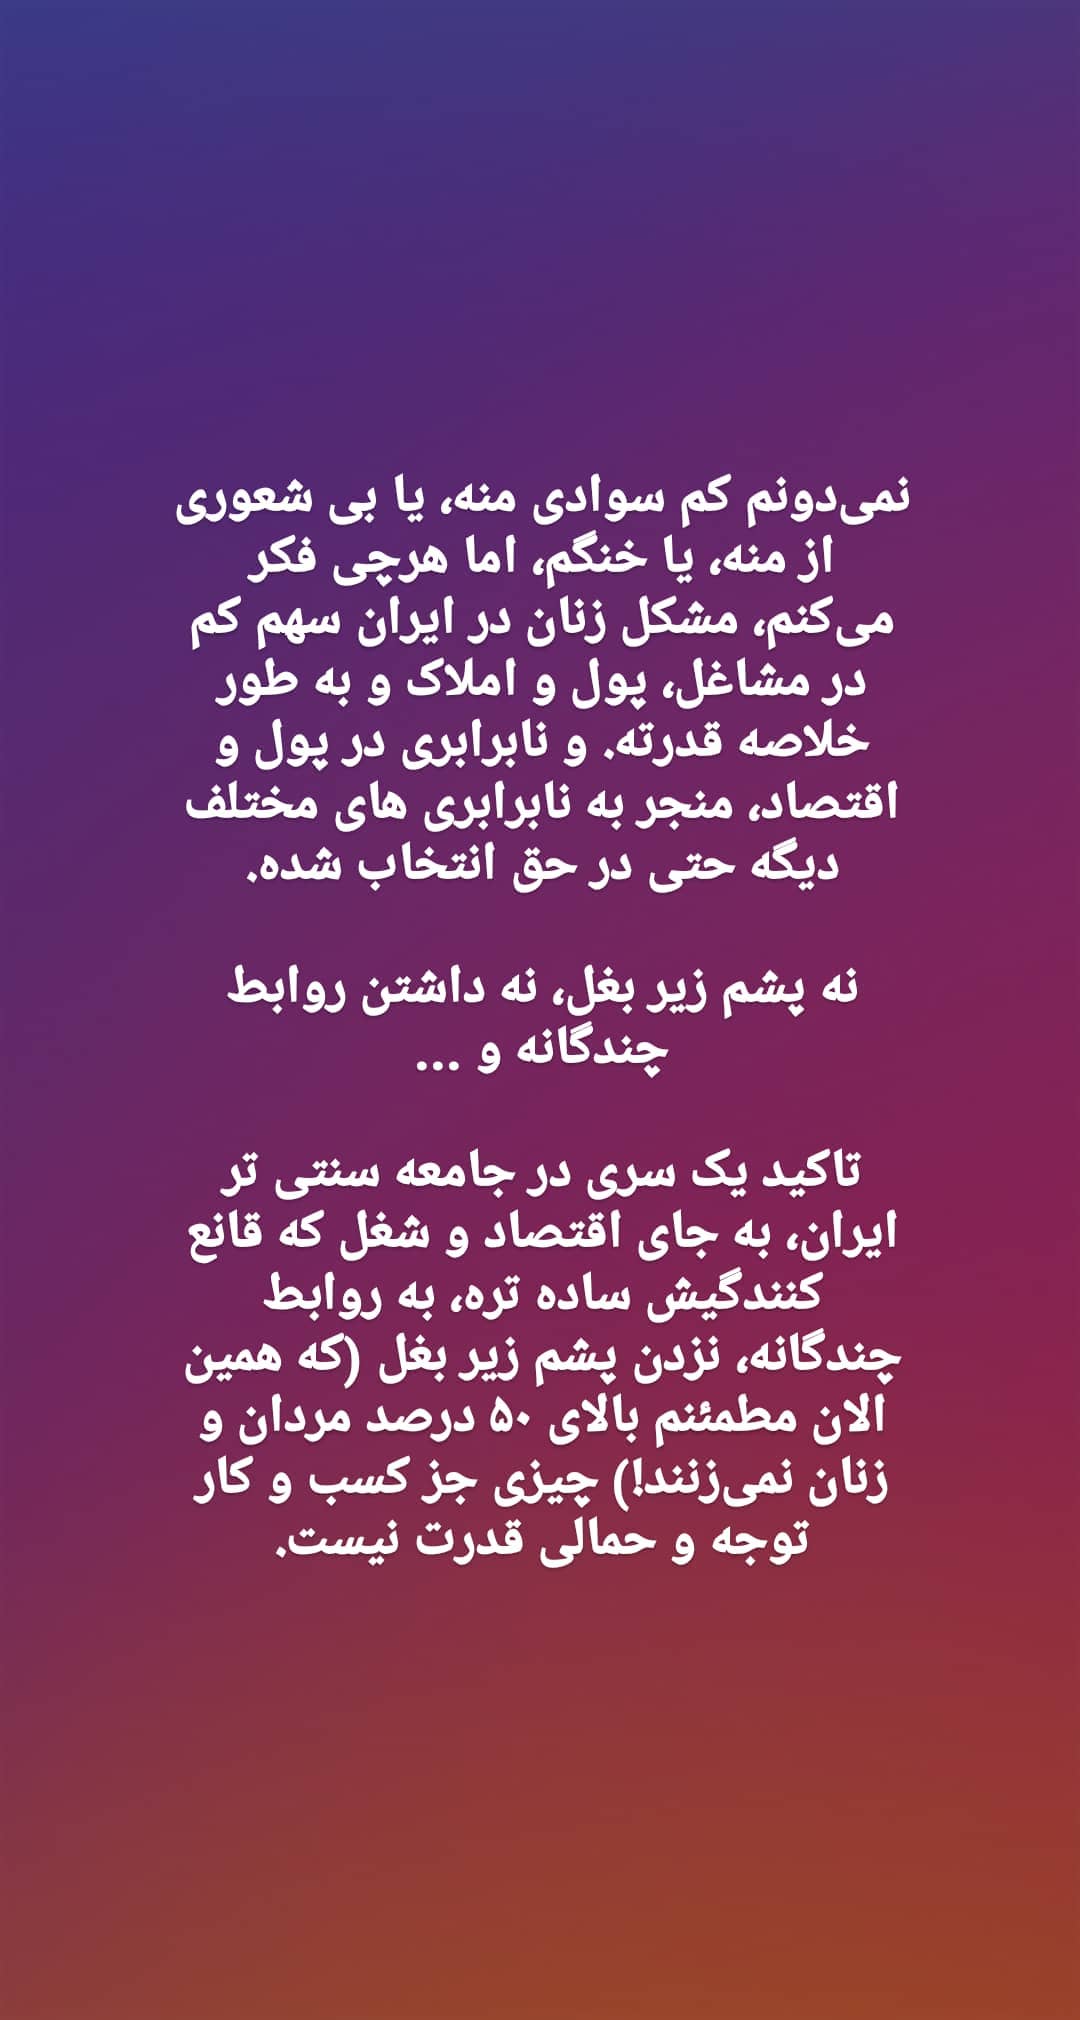 نمی‌دونم کم سوادی منه، یا بی شعوری
از منه، یا خنگم، اما هرچی فکر
می‌کنم، مشکل زنان در ایران سهم کم
در مشاغل، پول و املاک و به طور
خلاصه قدرته. و نابرابری در پول و
اقتصاد، منجر به نابرابری های مختلف
دیگه حتی در حق انتخاب شده.
نه پشم زیر بغل، نه داشتن روابط
چندگانه و ...
تاکید یک سری در جامعه سنتی تر
ایران، به جای اقتصاد و شغل که قانع
کنندگیش ساده تره، به روابط
چندگانه، نزدن پشم زیر بغل (که همین
الان مطمئنم بالای ۵۰ درصد مردان و
زنان نمی‌زنند!) چیزی جز کسب و کار
توجه و حمالی قدرت نیست.